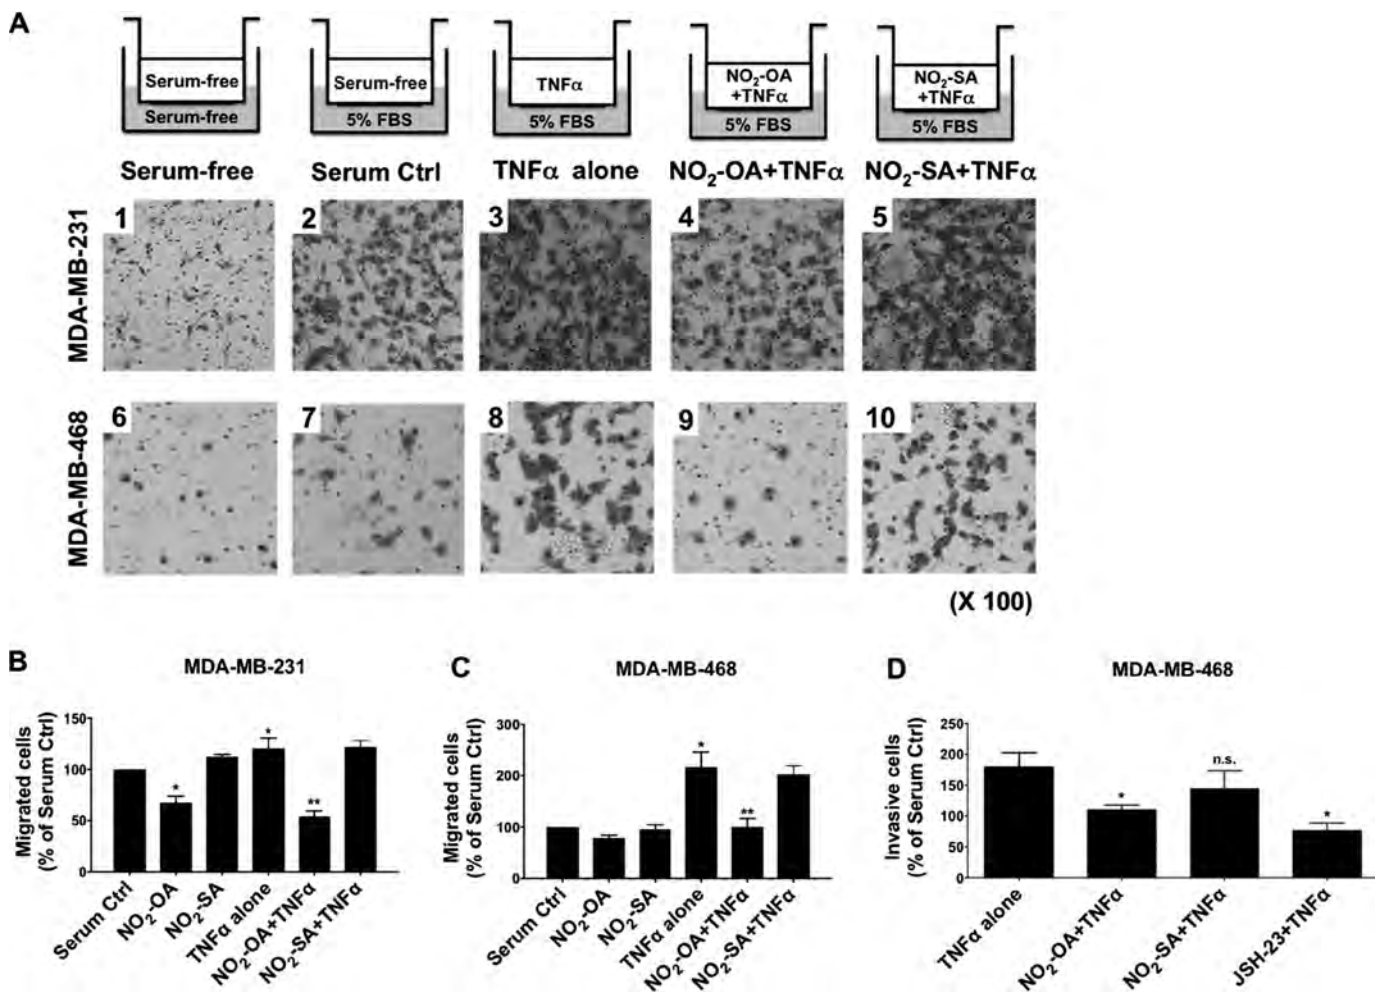 A
Serum-free
Serum-free
Serum-free
5% FBS
TNFα
5% FBS
NO₂-OA
+TNFα
5% FBS
NO₂-SA
+TNFα
5% FBS
Serum-free
Serum Ctrl
TNFα alone
NO₂-OA+TNFα
NO₂-SA+TNFα
MDA-MB-231
1
2
3
4
5
MDA-MB-468
6
7
8
9
10
(X 100)
B
MDA-MB-231
Migrated cells
(% of Serum Ctrl)
150
100
50
0
*
*
**
Serum Ctrl
NO₂-OA
NO₂-SA
TNFα alone
NO₂-OA+TNFα
NO₂-SA+TNFα
C
MDA-MB-468
Migrated cells
(% of Serum Ctrl)
300
200
100
0
*
**
Serum Ctrl
NO₂-OA
NO₂-SA
TNFα alone
NO₂-OA+TNFα
NO₂-SA+TNFα
D
MDA-MB-468
Invasive cells
(% of Serum Ctrl)
250
200
150
100
50
0
*
n.s.
*
TNFα alone
NO₂-OA+TNFα
NO₂-SA+TNFα
JSH-23+TNFα